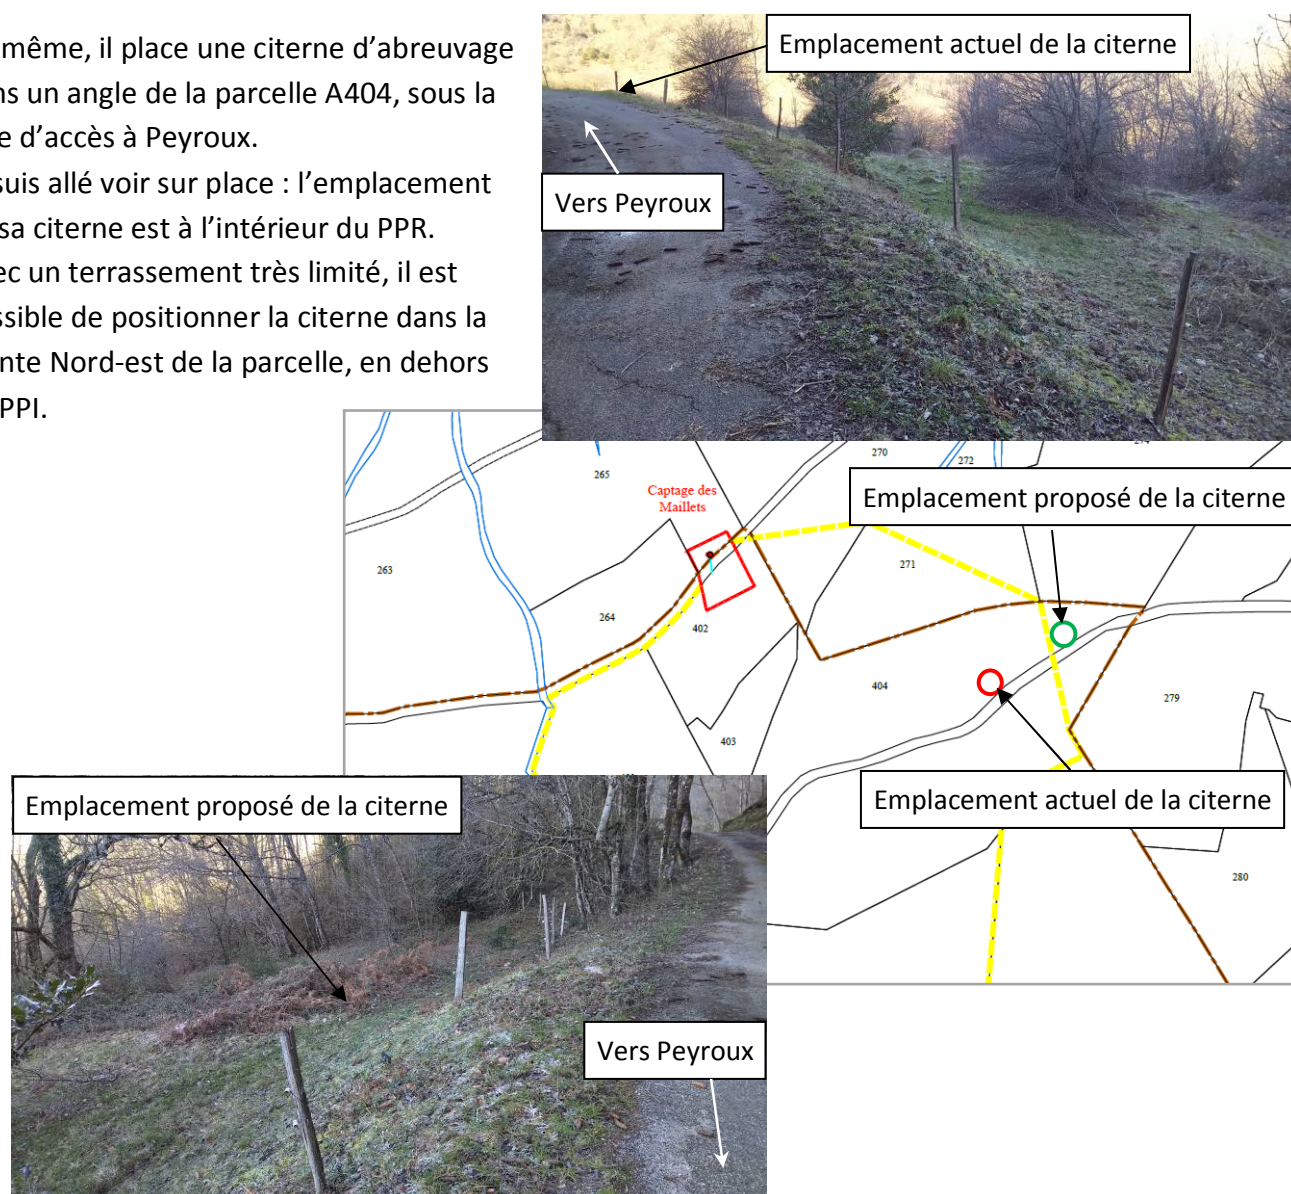 même, il place une citerne d’abreuvage
ns un angle de la parcelle A404, sous la
e d’accès à Peyroux.
suis allé voir sur place : l’emplacement
sa citerne est à l’intérieur du PPR.
ec un terrassement très limité, il est
ssible de positionner la citerne dans la
nte Nord-est de la parcelle, en dehors
PPI.
Emplacement actuel de la citerne
Vers Peyroux
270
272
265
Captage des
Maillets
Emplacement proposé de la citerne
263
271
264
402
404
279
403
Emplacement actuel de la citerne
280
Emplacement proposé de la citerne
Vers Peyroux